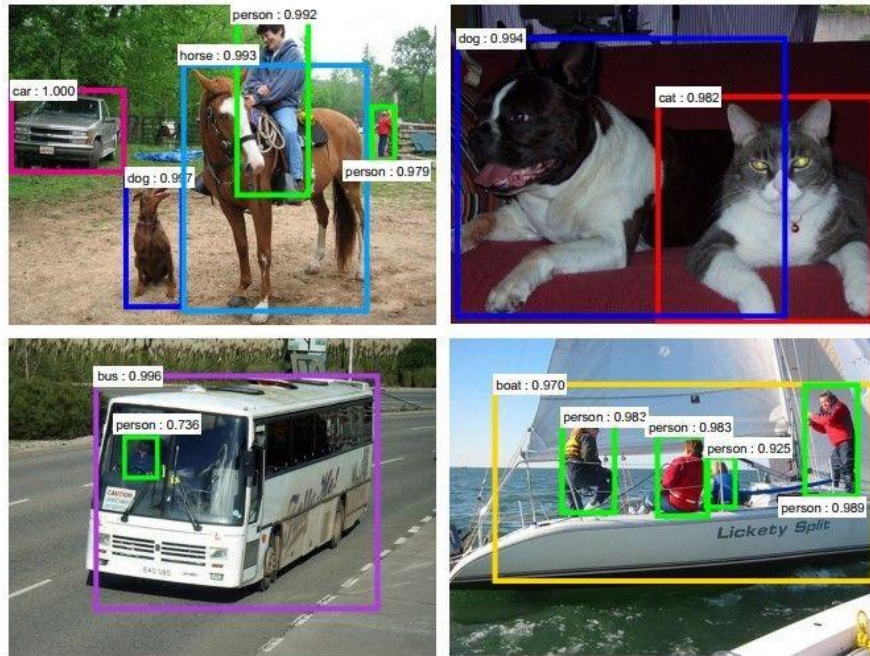 person : 0.992
horse : 0.993
car : 1.000
person : 0.979
dog : 0.997
dog : 0.994
cat : 0.982
bus : 0.996
person : 0.736
CAUTION
L
boat : 0.970
person : 0.983
person : 0.983
person : 0.925
person : 0.989
Lickety Split